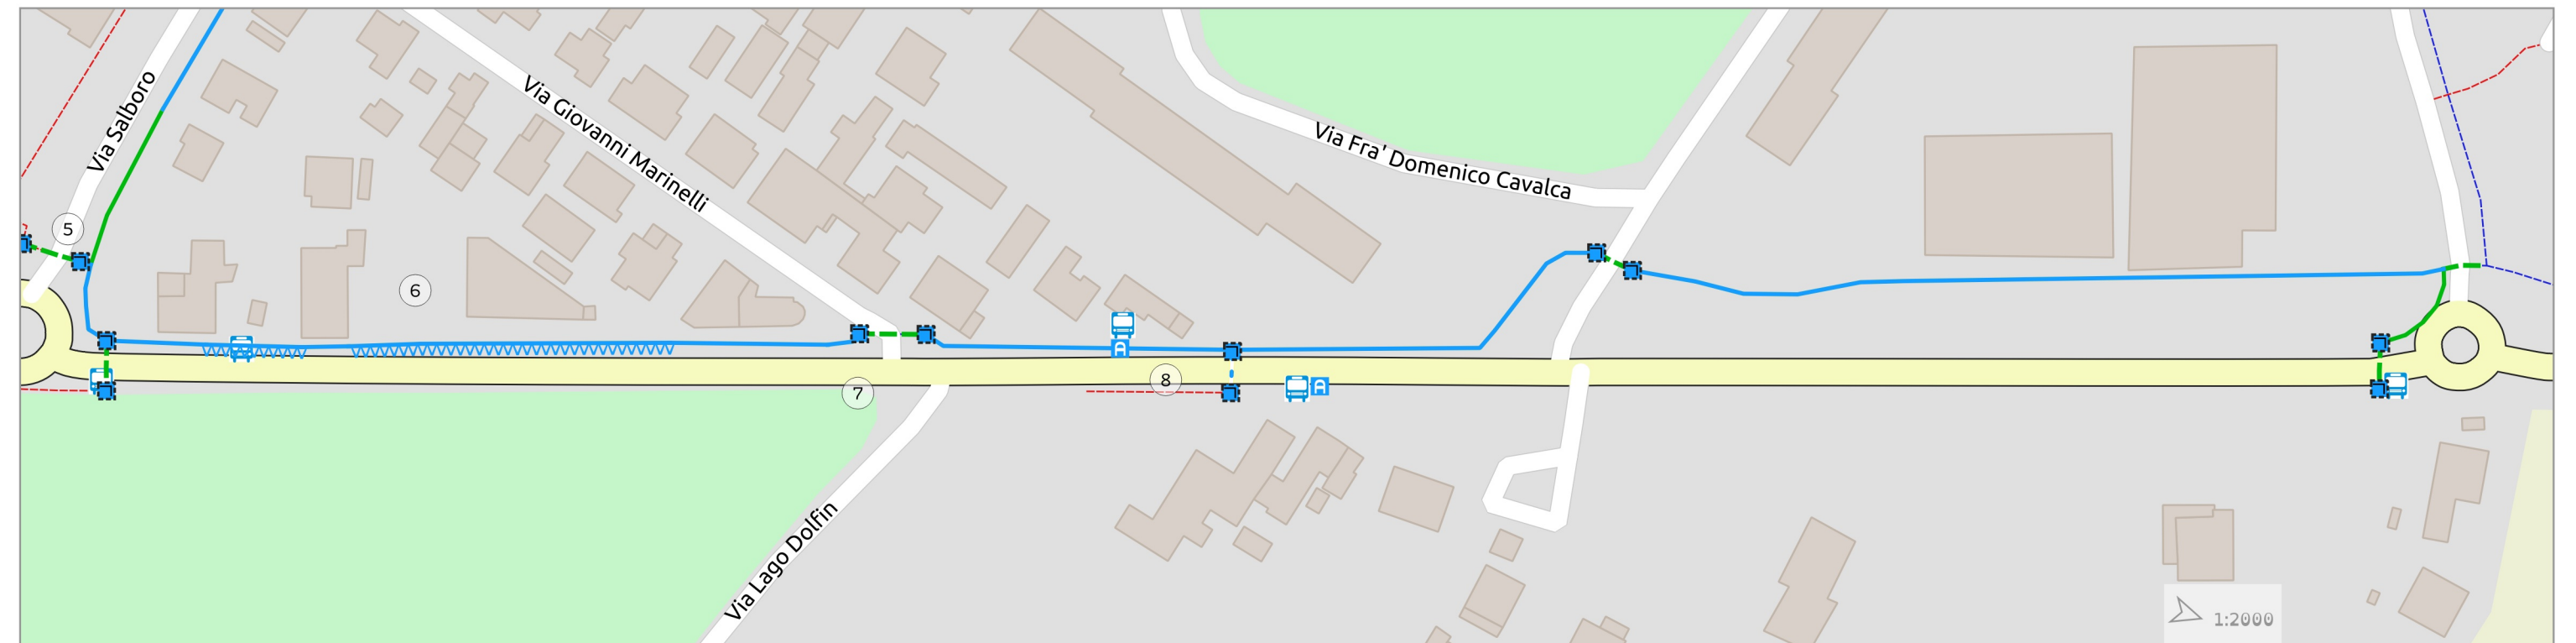 Via Salboro
Via Giovanni Marinelli
Via Fra' Domenico Cavalca
5
6
7
8
Via Lago Dolfin
1:2000